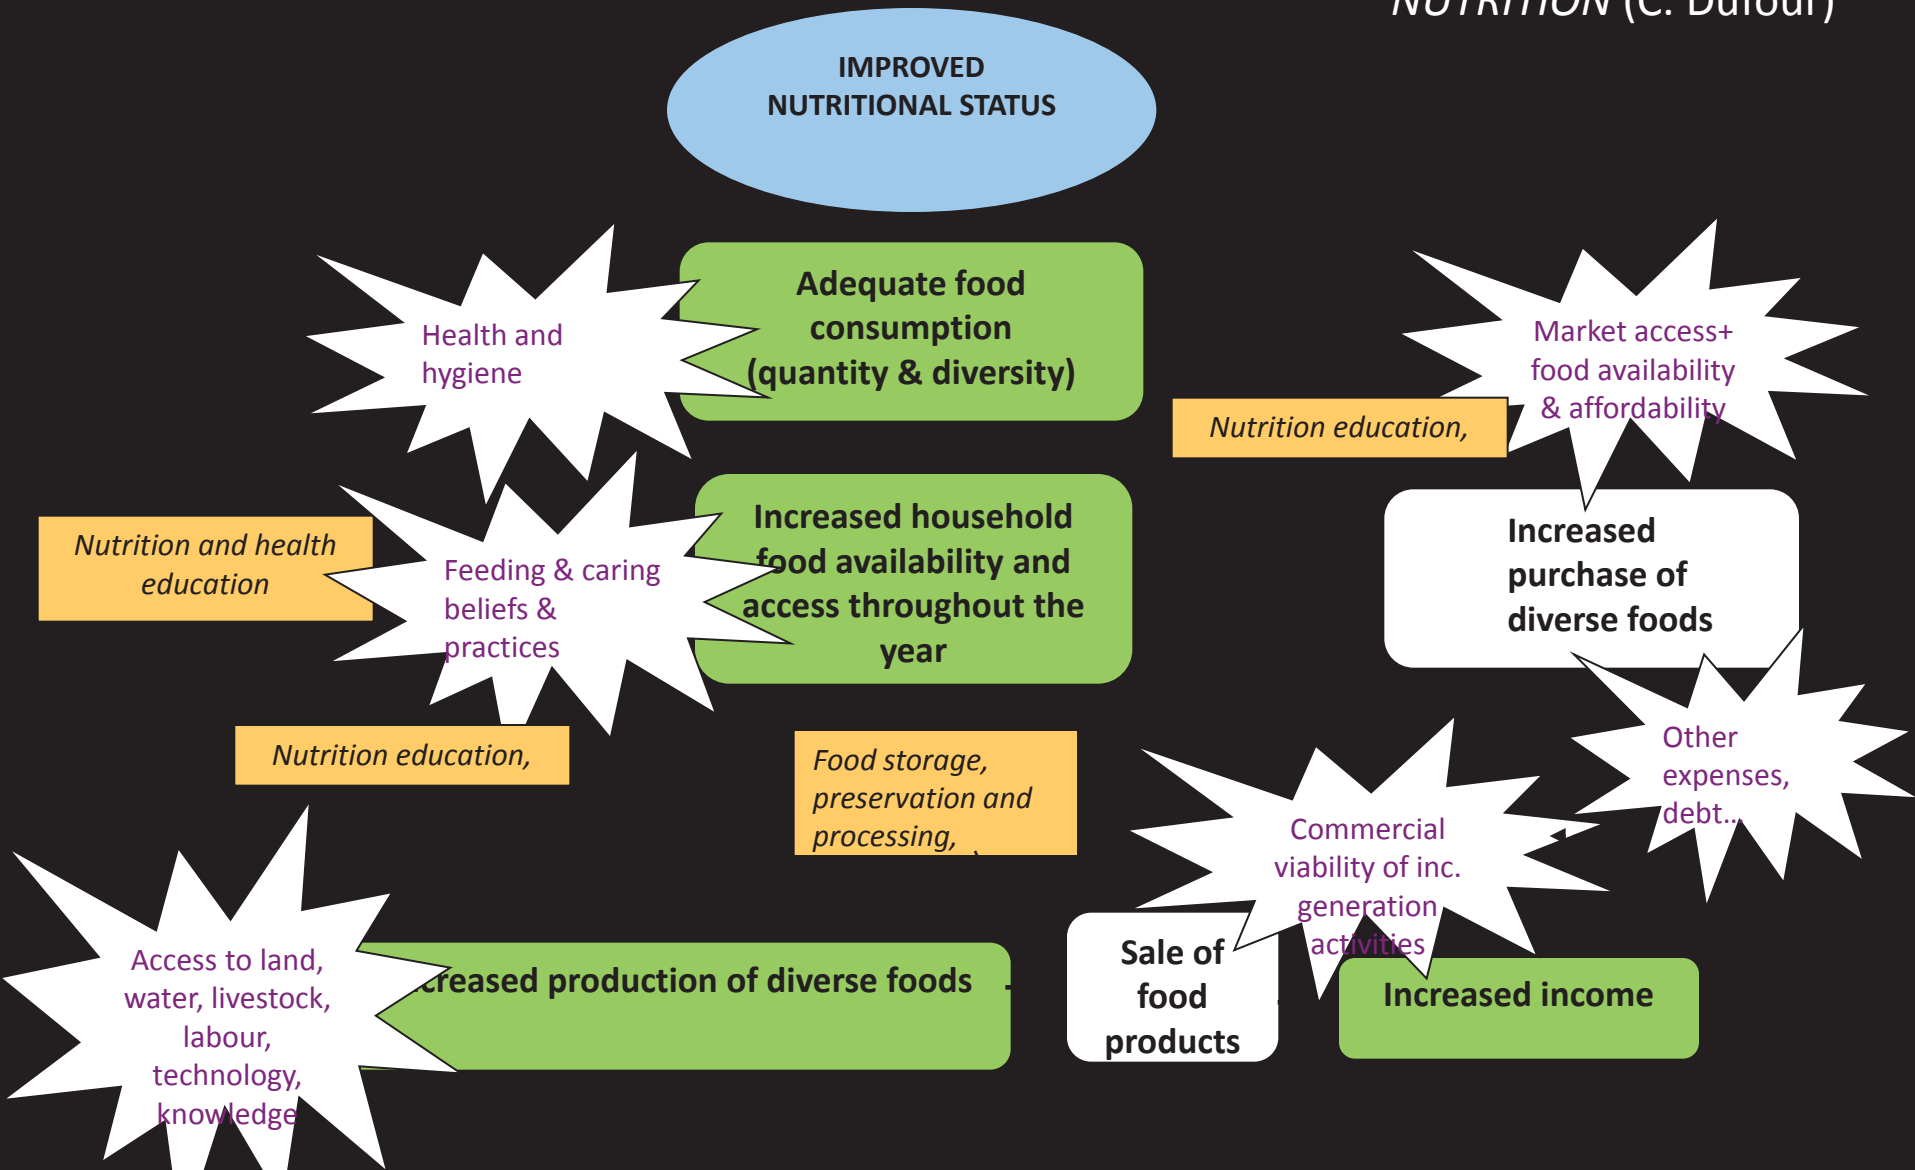 NUTRITION (C. Dufour)
IMPROVED
NUTRITIONAL STATUS
Health and
hygiene
Adequate food
consumption
(quantity & diversity)
Market access+
food availability
& affordability
Nutrition education,
Nutrition and health
education
Feeding & caring
beliefs &
practices
Increased household
food availability and
access throughout the
year
Increased
purchase of
diverse foods
Nutrition education,
Food storage,
preservation and
processing,
Other
expenses,
debt...
Commercial
viability of inc.
generation
activities
Access to land,
water, livestock,
labour,
technology,
knowledge
creased production of diverse foods
Sale of
food
products
Increased income